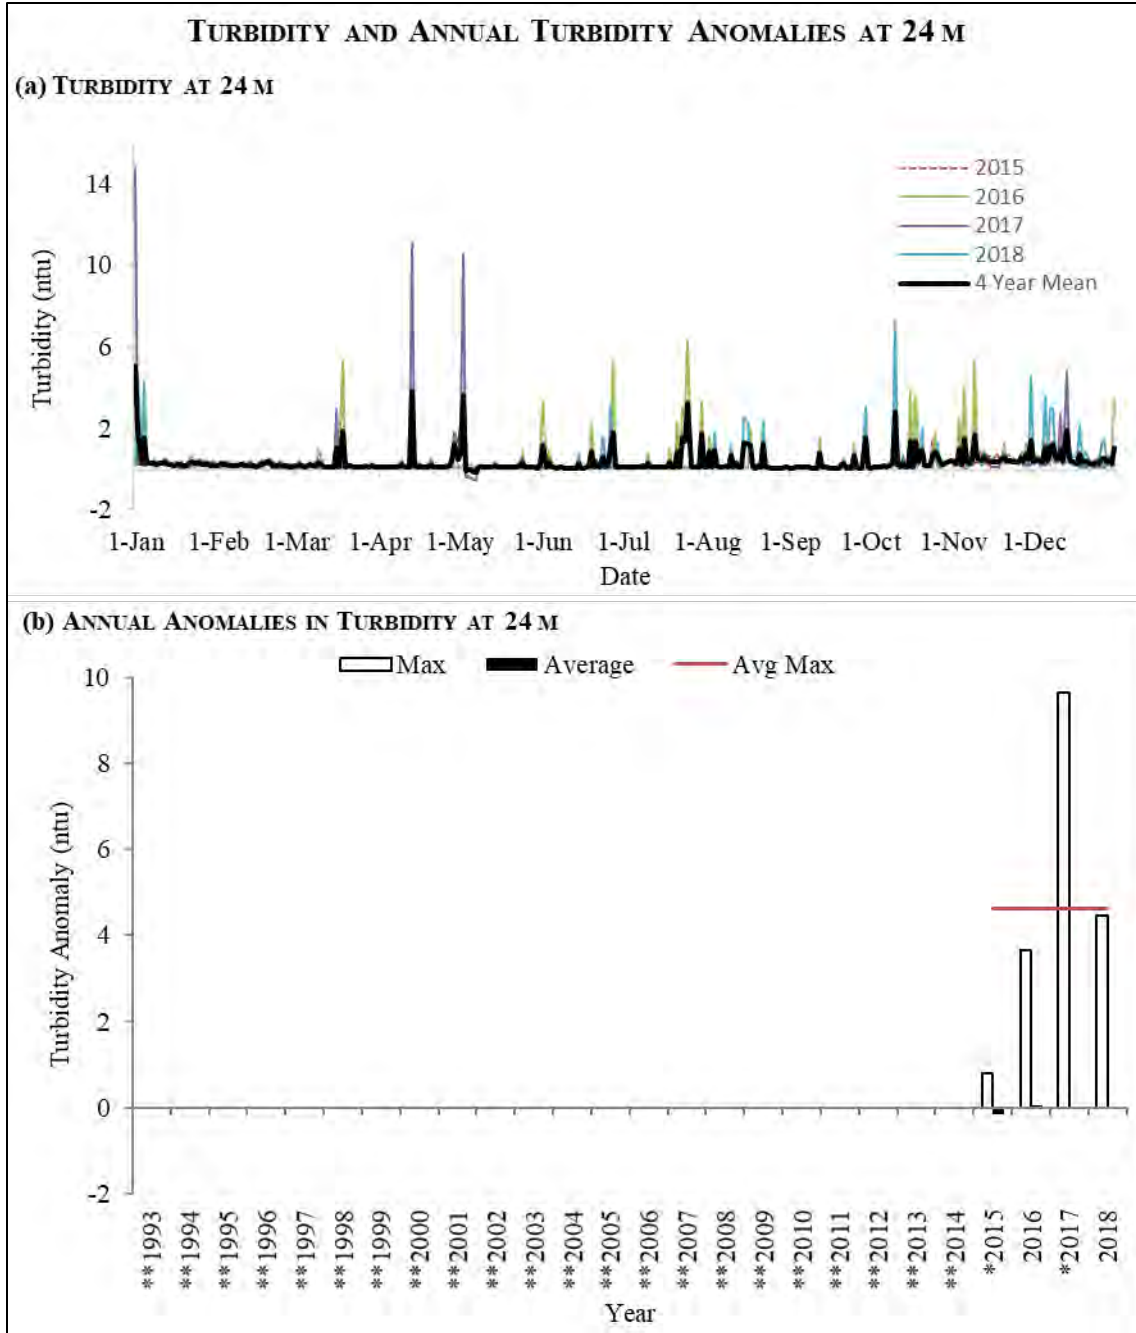 TURBIDITY AND ANNUAL TURBIDITY ANOMALIES AT 24 M
(a) TURBIDITY AT 24 M
Turbidity (ntu)
14
10
6
2
-2
2015
2016
2017
2018
4 Year Mean
1-Jan 1-Feb 1-Mar 1-Apr 1-May 1-Jun 1-Jul 1-Aug 1-Sep 1-Oct 1-Nov 1-Dec
Date
(b) ANNUAL ANOMALIES IN TURBIDITY AT 24 M
Max Average Avg Max
Turbidity Anomaly (ntu)
10
8
6
4
2
0
-2
**1993 **1994 **1995 **1996 **1997 **1998 **1999 **2000 **2001 **2002 **2003 **2004 **2005 **2006 **2007 **2008 **2009 **2010 **2011 **2012 **2013 **2014 *2015 2016 *2017 2018
Year